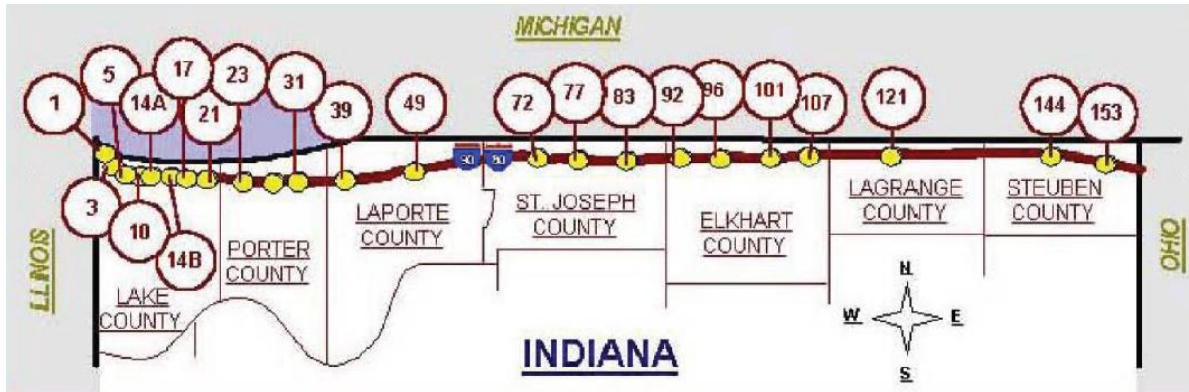 MICHIGAN
1
5
14A
17
21
23
31
39
49
72
77
83
92
96
101
107
121
144
153
3
10
14B
90
80
ILLINOIS
LAKE
COUNTY
PORTER
COUNTY
LAPORTE
COUNTY
ST. JOSEPH
COUNTY
ELKHART
COUNTY
LAGRANGE
COUNTY
STEUBEN
COUNTY
OHIO
N
W
E
S
INDIANA